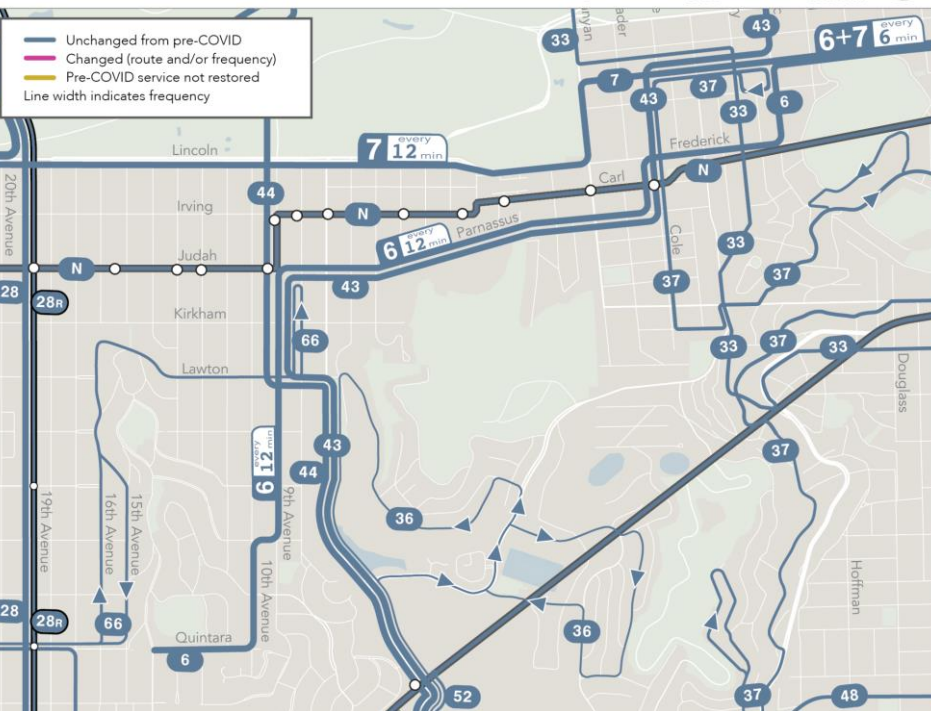 Unchanged from pre-COVID
Changed (route and/or frequency)
Pre-COVID service not restored
Line width indicates frequency
33
43
6+7 every 6 min
7
43
37
33
6
Lincoln
7 every 12 min
Frederick
N
Carl
20th Avenue
44
Irving
N
6 every 12 min
Parnassus
Cole
33
Judah
N
43
37
37
28
28R
Kirkham
66
33
37
33
Lawton
Douglass
43
6 every 12 min
44
37
19th Avenue
16th Avenue
15th Avenue
9th Avenue
36
10th Avenue
Hoffman
28
28R
66
Quintara
36
6
52
37
48